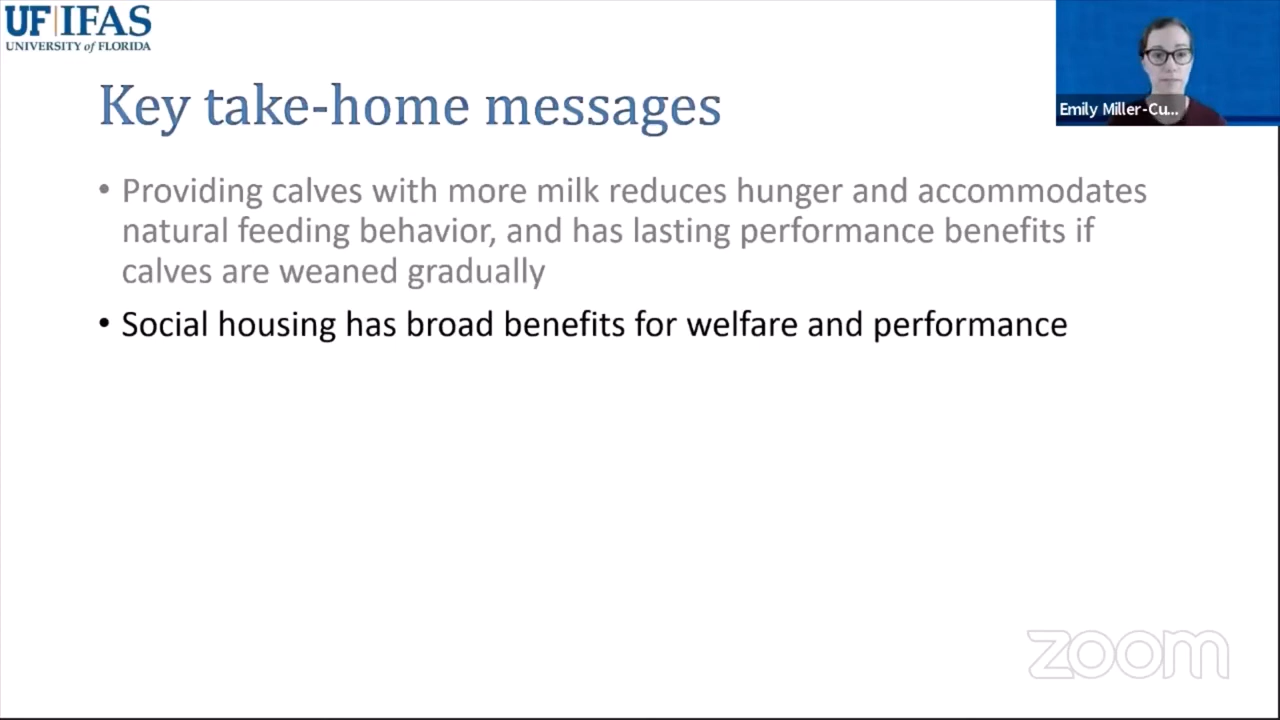 UF|IFAS
UNIVERSITY of FLORIDA
Emily Miller-Cu...
Key take-home messages
• Providing calves with more milk reduces hunger and accommodates
natural feeding behavior, and has lasting performance benefits if
calves are weaned gradually
• Social housing has broad benefits for welfare and performance
zoom